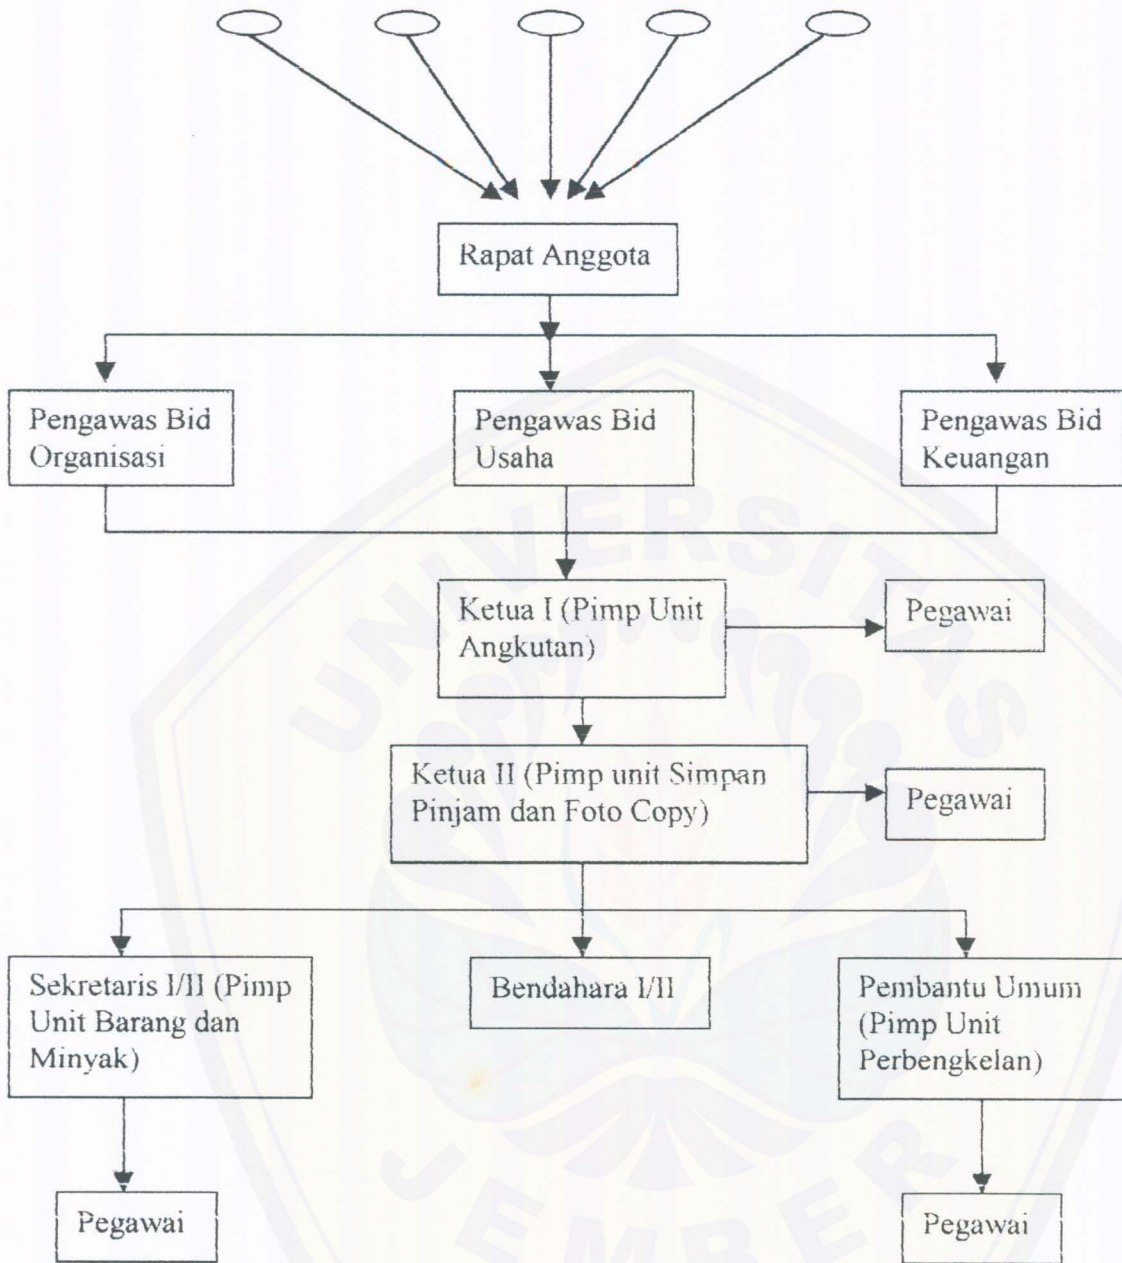 Rapat Anggota
Pengawas Bid
Organisasi
Pengawas Bid
Usaha
Pengawas Bid
Keuangan
Ketua I (Pimp Unit
Angkutan)
Pegawai
Ketua II (Pimp unit Simpan
Pinjam dan Foto Copy)
Pegawai
Sekretaris I/II (Pimp
Unit Barang dan
Minyak)
Bendahara I/II
Pembantu Umum
(Pimp Unit
Perbengkelan)
Pegawai
Pegawai
UNIVERSITAS
JEMBER